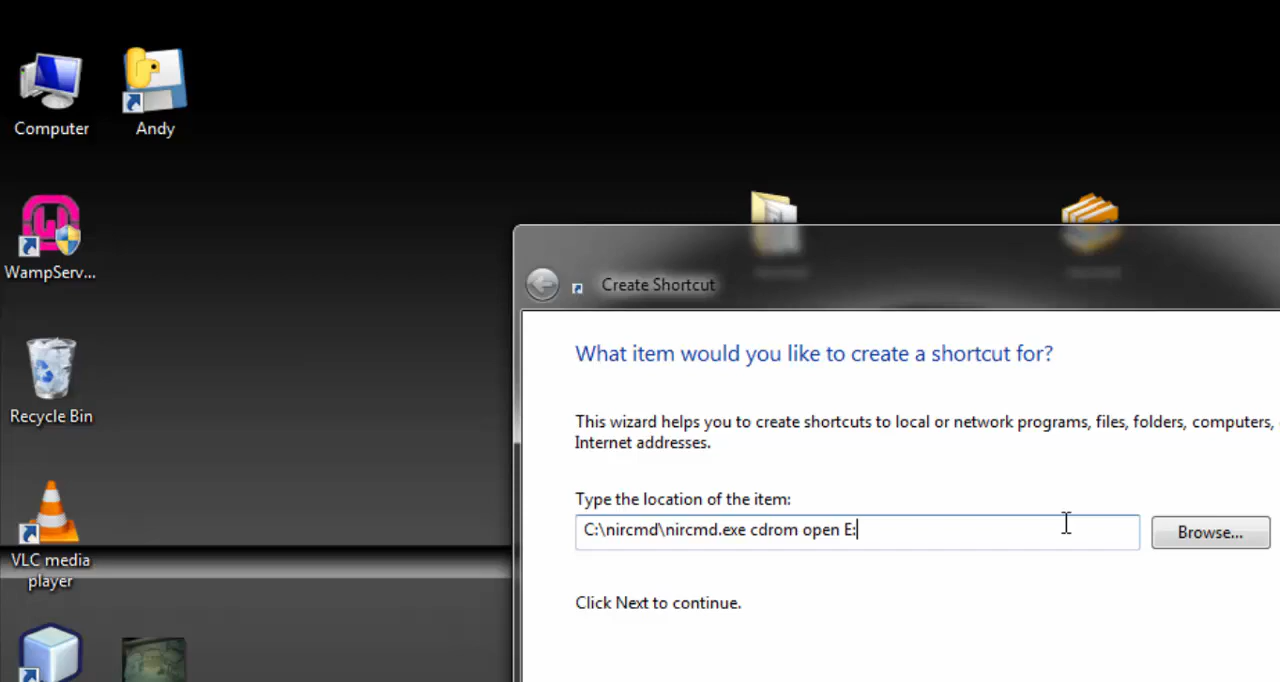 Computer
Andy
WampServ...
Recycle Bin
VLC media
player
Create Shortcut
What item would you like to create a shortcut for?
This wizard helps you to create shortcuts to local or network programs, files, folders, computers,
Internet addresses.
Type the location of the item:
C:\nircmd\nircmd.exe cdrom open E:
Browse...
Click Next to continue.